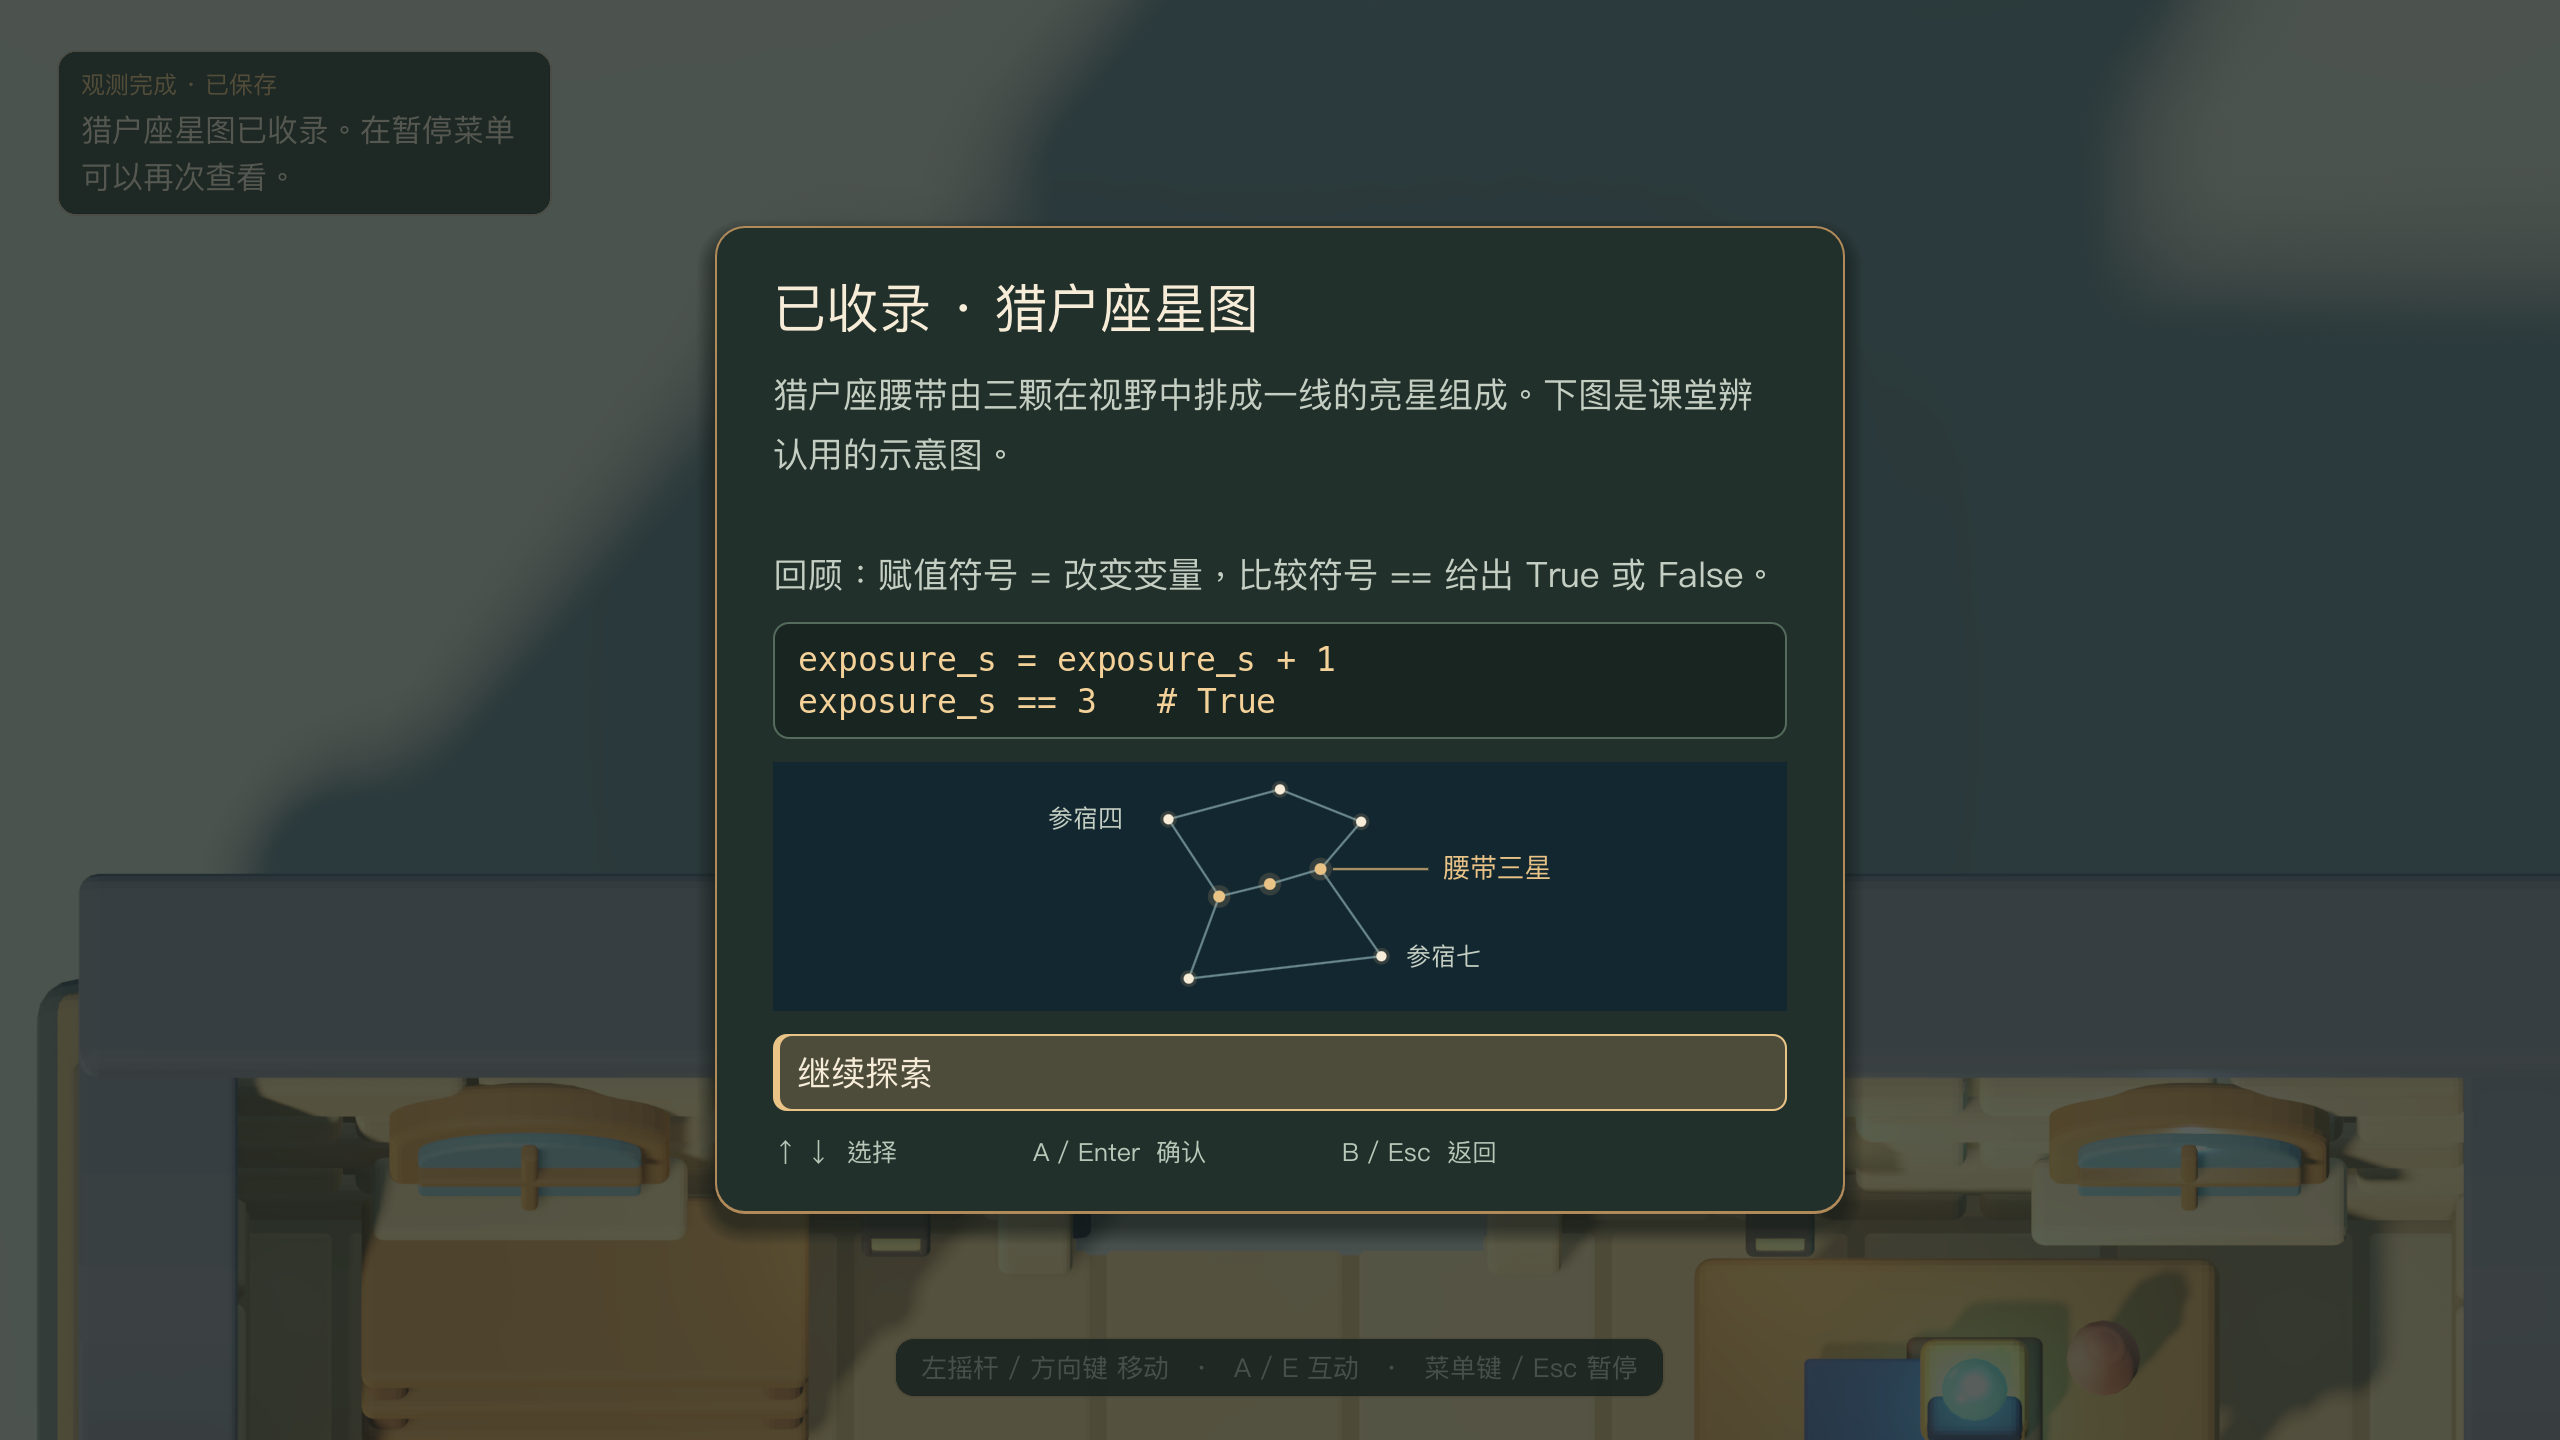 观测完成 · 已保存
猎户座星图已收录。在暂停菜单
可以再次查看。
已收录 · 猎户座星图
猎户座腰带由三颗在视野中排成一线的亮星组成。下图是课堂辨
认用的示意图。
回顾：赋值符号 = 改变变量，比较符号 == 给出 True 或 False。
exposure_s = exposure_s + 1
exposure_s == 3   # True
参宿四
腰带三星
参宿七
继续探索
↑ ↓ 选择 A / Enter 确认 B / Esc 返回
左摇杆 / 方向键 移动 · A / E 互动 · 菜单键 / Esc 暂停